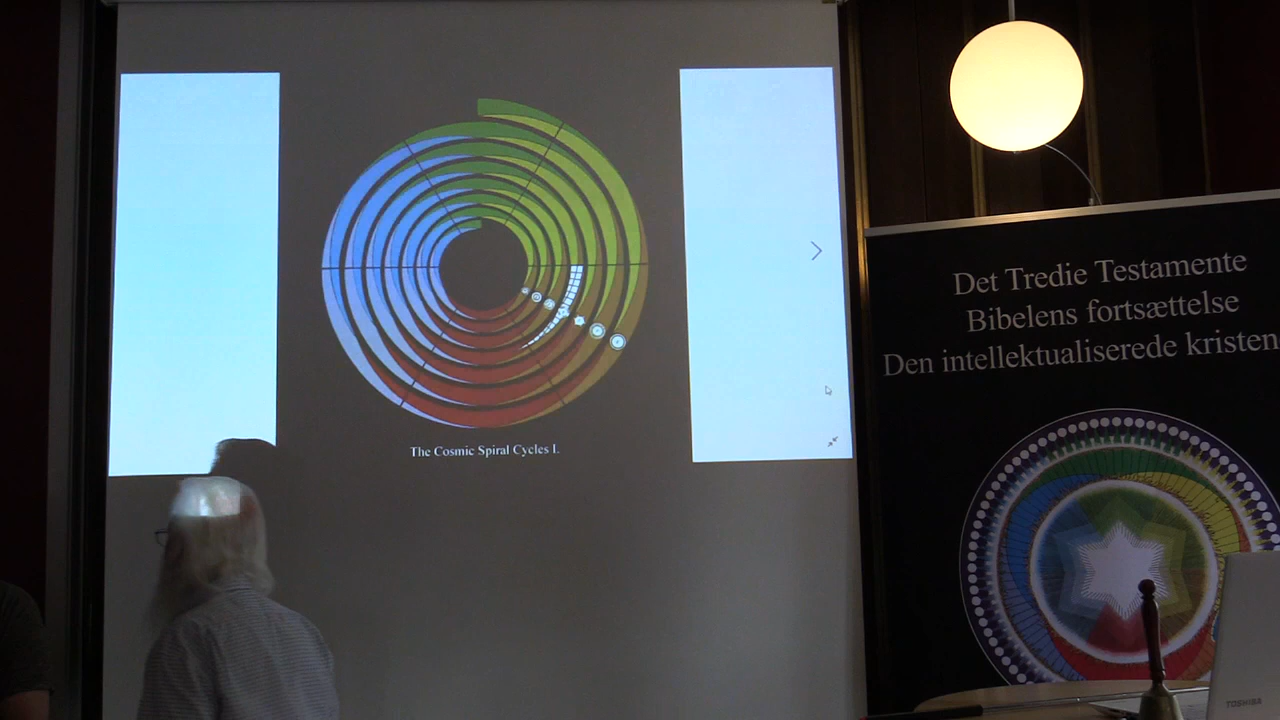 The Cosmic Spiral Cycles I.
Det Tredie Testamente
Bibelens fortsættelse
Den intellektualiserede kristen
TOSHIBA